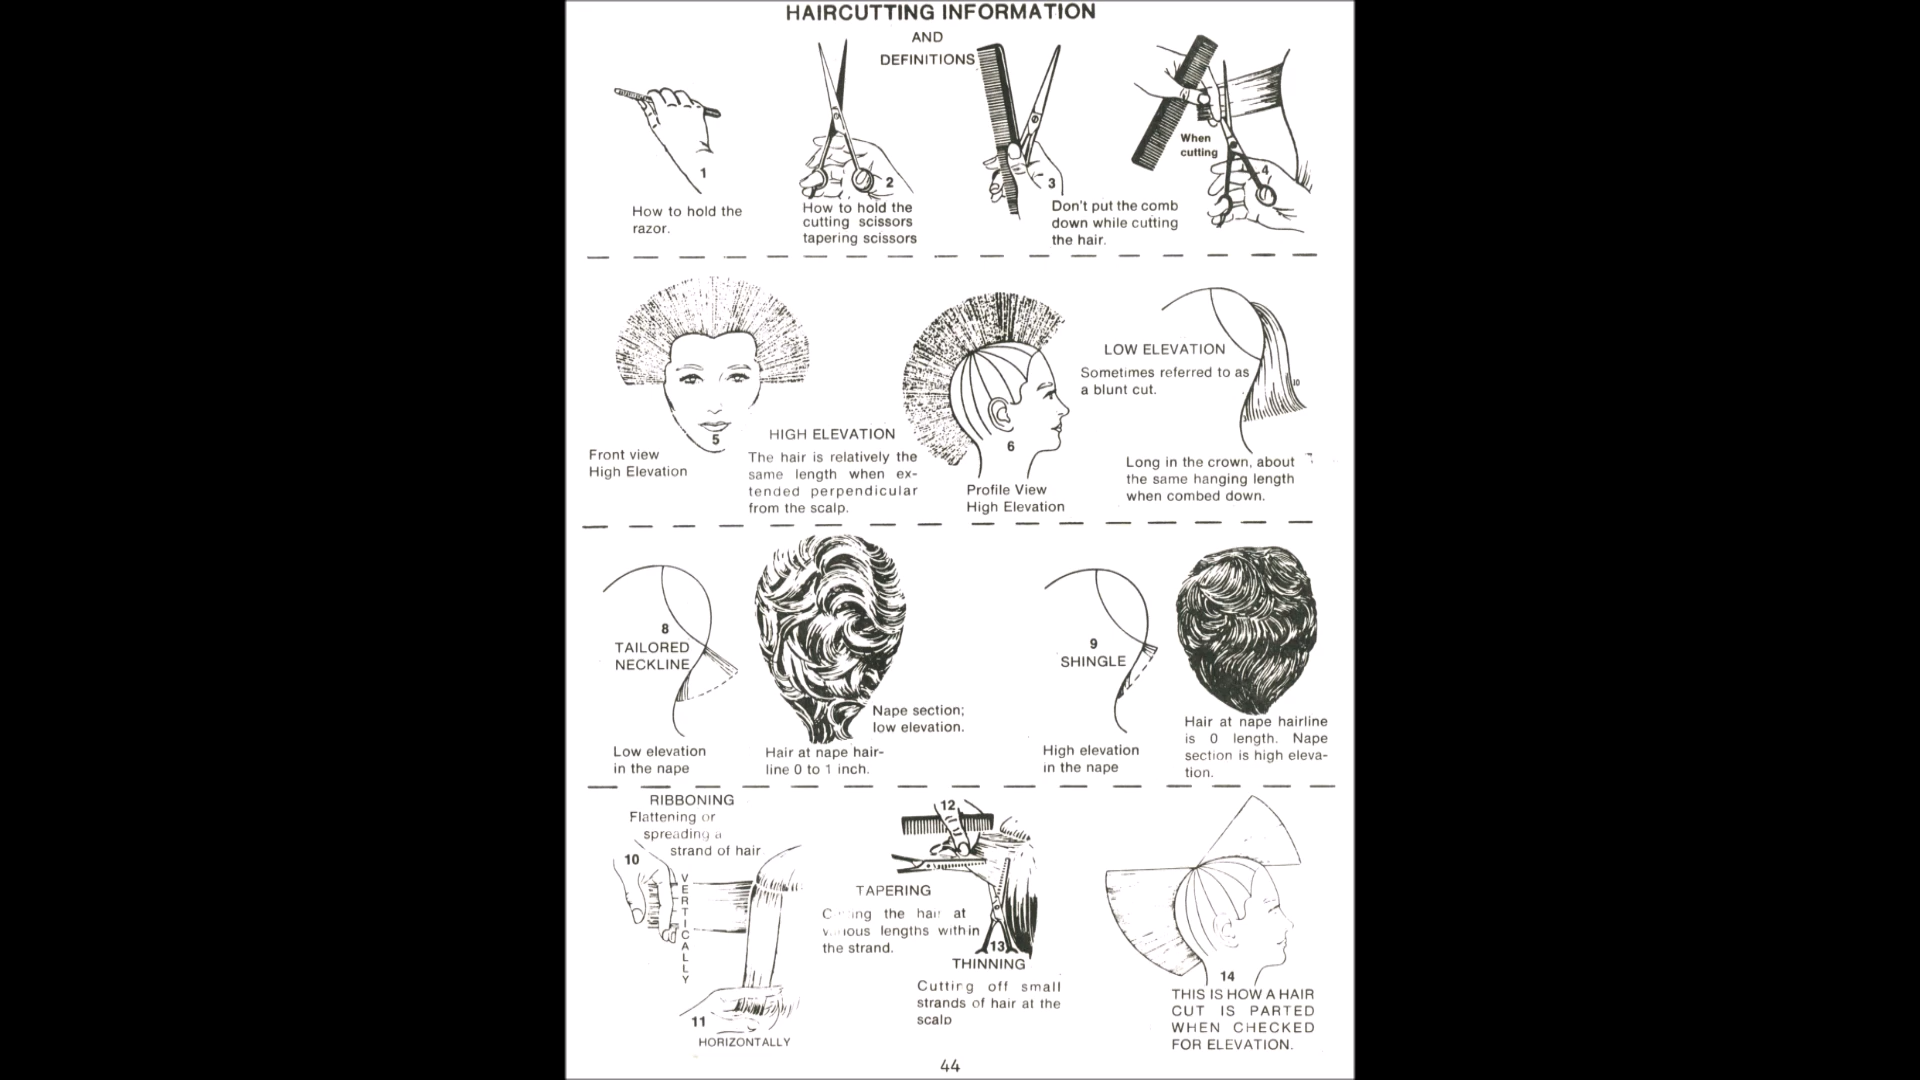 HAIRCUTTING INFORMATION
AND
DEFINITIONS
1
How to hold the
razor.
2
How to hold the
cutting scissors
tapering scissors
3
Don't put the comb
down while cutting
the hair.
When
cutting
4
5
Front view
High Elevation
HIGH ELEVATION
The hair is relatively the
same length when ex-
tended perpendicular
from the scalp.
6
Profile View
High Elevation
LOW ELEVATION
Sometimes referred to as
a blunt cut.
10
Long in the crown, about
the same hanging length
when combed down.
8
TAILORED
NECKLINE
Low elevation
in the nape
Nape section;
low elevation.
Hair at nape hair-
line 0 to 1 inch.
9
SHINGLE
High elevation
in the nape
Hair at nape hairline
is 0 length. Nape
section is high eleva-
tion.
RIBBONING
Flattening or
spreading a
strand of hair
10
VERTICALLY
11
HORIZONTALLY
12
TAPERING
the hair at
lengths within
the strand.
13
THINNING
Cutting off small
strands of hair at the
scalp
14
THIS IS HOW A HAIR
CUT IS PARTED
WHEN CHECKED
FOR ELEVATION.
44